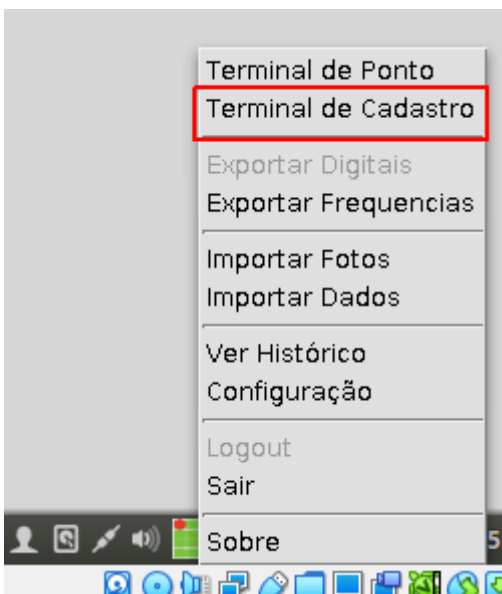 Terminal de Ponto
Terminal de Cadastro
Exportar Digitais
Exportar Frequencias
Importar Fotos
Importar Dados
Ver Histórico
Configuração
Logout
Sair
Sobre
5